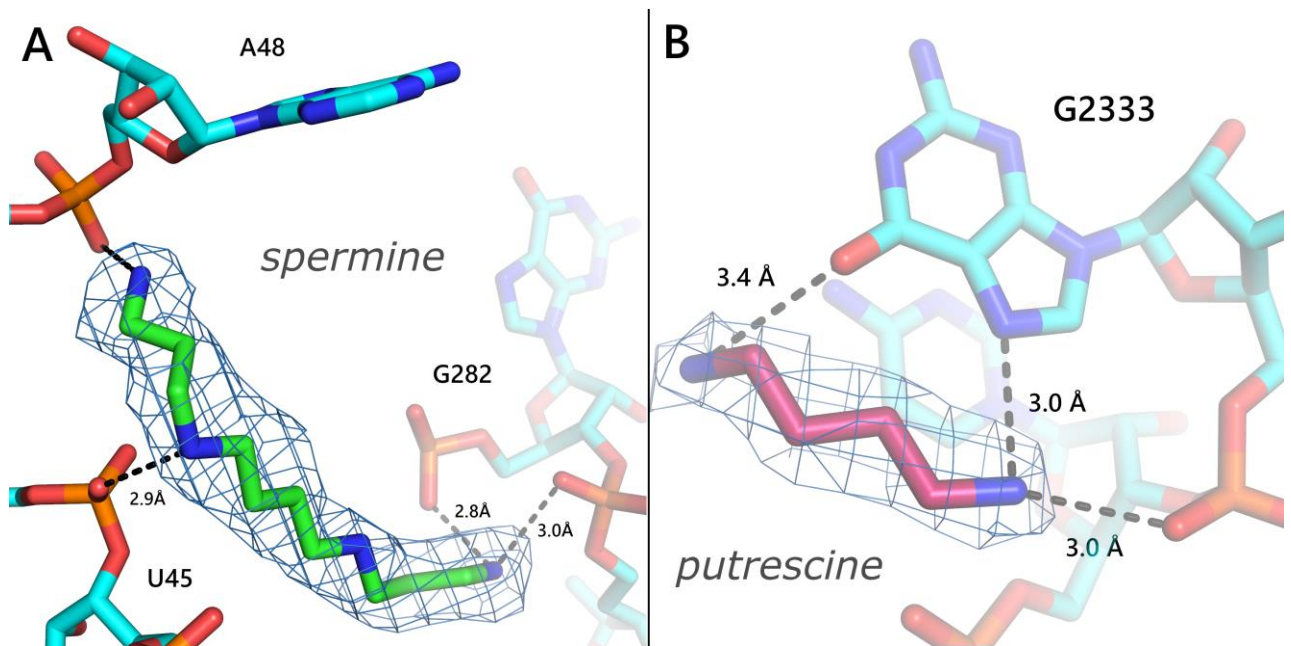 A
A48
spermine
G282
2.9Å
2.8Å
3.0Å
U45
B
G2333
3.4 Å
3.0 Å
3.0 Å
putrescine